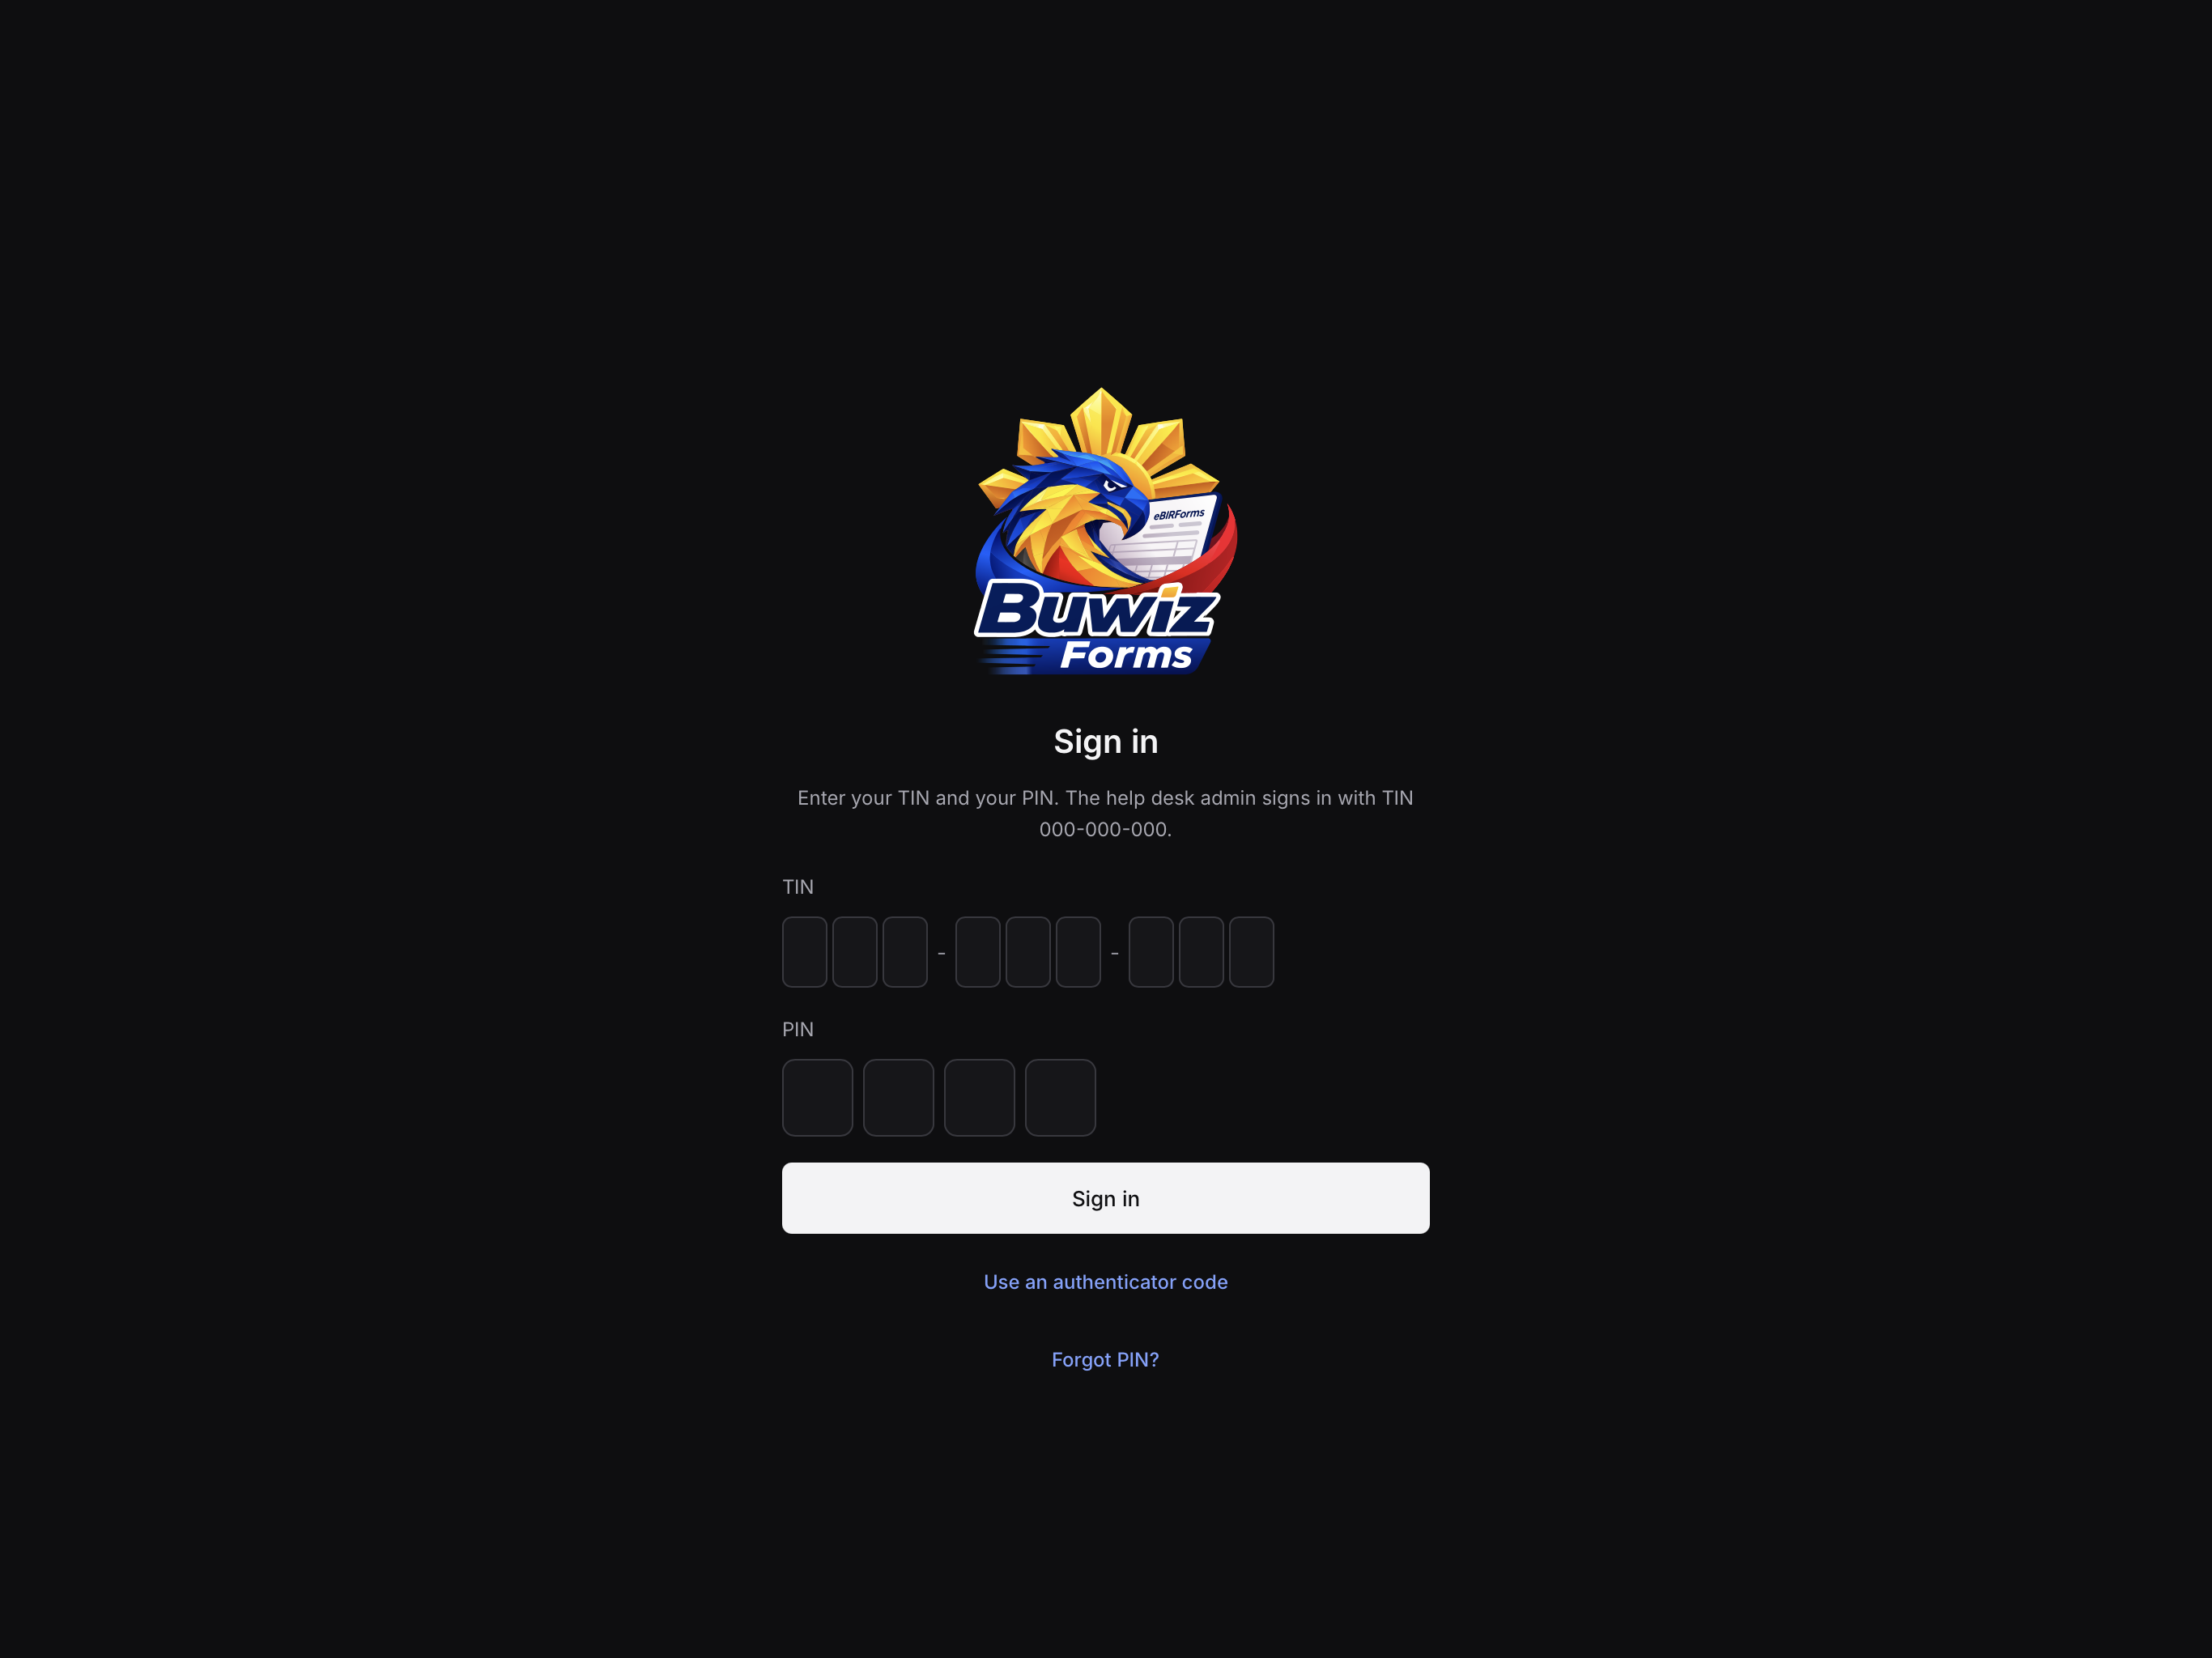 eBIRForms
Buwiz
Forms
Sign in
Enter your TIN and your PIN. The help desk admin signs in with TIN
000-000-000.
TIN
- -
PIN
Sign in
Use an authenticator code
Forgot PIN?